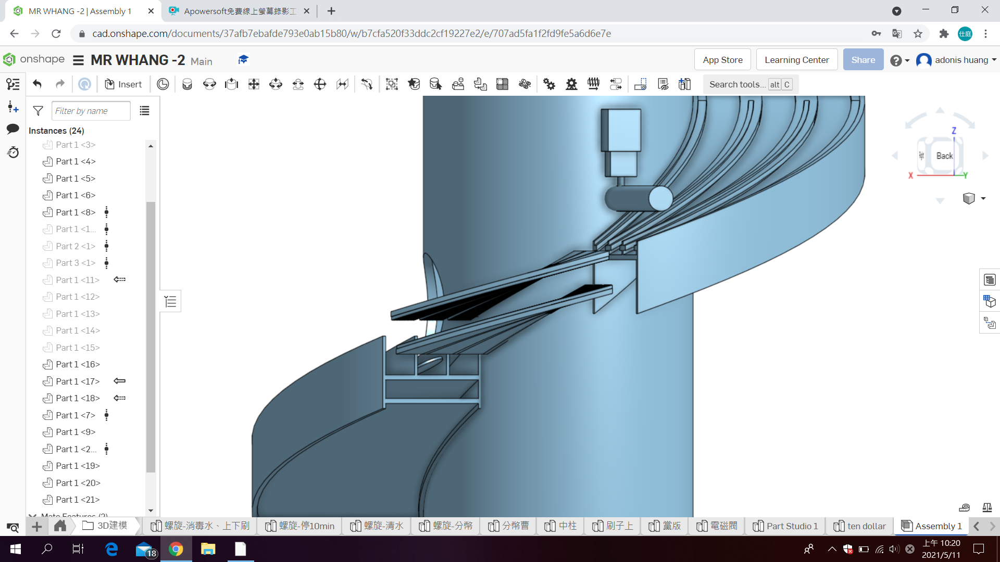 MR WHANG -2 | Assembly 1
Apowersoft免費線上螢幕錄影工
cad.onshape.com/documents/37afb7ebafde793e0ab15b80/w/b7cfa520f33ddc2cf19227e2/e/707ad5fa1f2fd9fe5a6d6e7e
仕庭
onshape
MR WHANG -2 Main
App Store
Learning Center
Share
adonis huang
Insert
Search tools... alt C
Filter by name
Instances (24)
Part 1 <3>
Part 1 <4>
Part 1 <5>
Part 1 <6>
Part 1 <8>
Part 1 <1...
Part 2 <1>
Part 3 <1>
Part 1 <11>
Part 1 <12>
Part 1 <13>
Part 1 <14>
Part 1 <15>
Part 1 <16>
Part 1 <17>
Part 1 <18>
Part 1 <7>
Part 1 <9>
Part 1 <2...
Part 1 <19>
Part 1 <20>
Part 1 <21>
Mate Features (2)
Z
Right
Back
X
Y
3D建模
螺旋-消毒水、上下刷
螺旋-停10min
螺旋-清水
螺旋-分幣
分幣曹
中柱
刷子上
黨版
電磁閥
Part Studio 1
ten dollar
Assembly 1
18
上午 10:20
2021/5/11